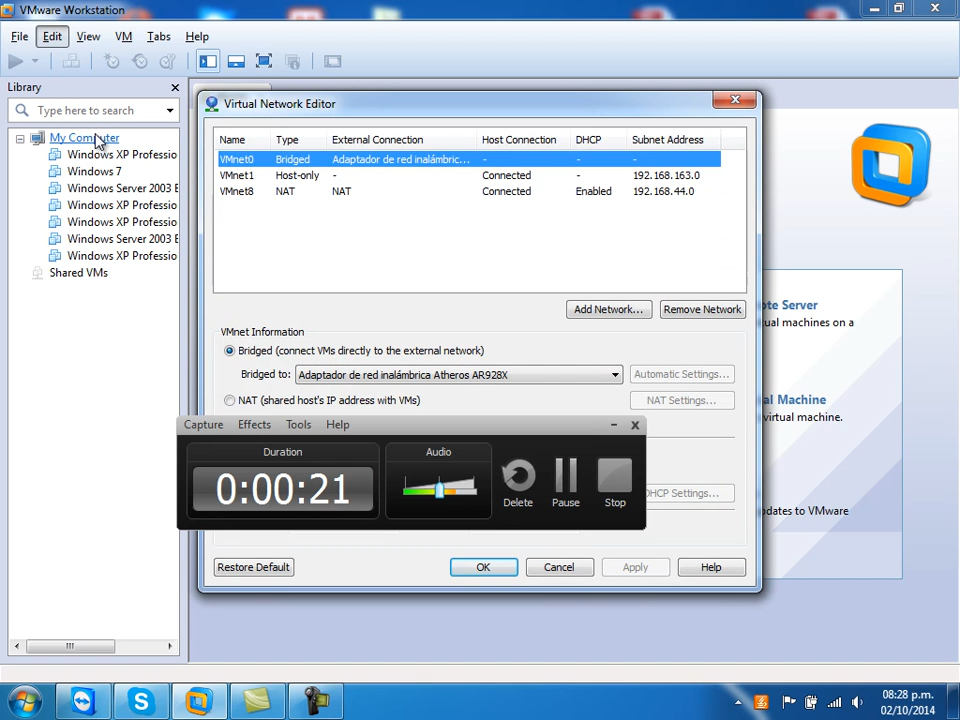 VMware Workstation
File Edit View VM Tabs Help
Library
Type here to search
My Computer
Windows XP Professio
Windows 7
Windows Server 2003 E
Windows XP Professio
Windows XP Professio
Windows Server 2003 E
Windows XP Professio
Shared VMs
Virtual Network Editor
Name Type External Connection Host Connection DHCP Subnet Address
VMnet0 Bridged Adaptador de red inalámbric... - - -
VMnet1 Host-only - Connected - 192.168.163.0
VMnet8 NAT NAT Connected Enabled 192.168.44.0
Add Network... Remove Network
VMnet Information
Bridged (connect VMs directly to the external network)
Bridged to: Adaptador de red inalámbrica Atheros AR928X Automatic Settings...
NAT (shared host's IP address with VMs) NAT Settings...
DHCP Settings...
Restore Default OK Cancel Apply Help
Capture Effects Tools Help
Duration
0:00:21
Audio
Delete Pause Stop
ote Server
tual machines on a
al Machine
virtual machine.
pdates to VMware
08:28 p.m.
02/10/2014